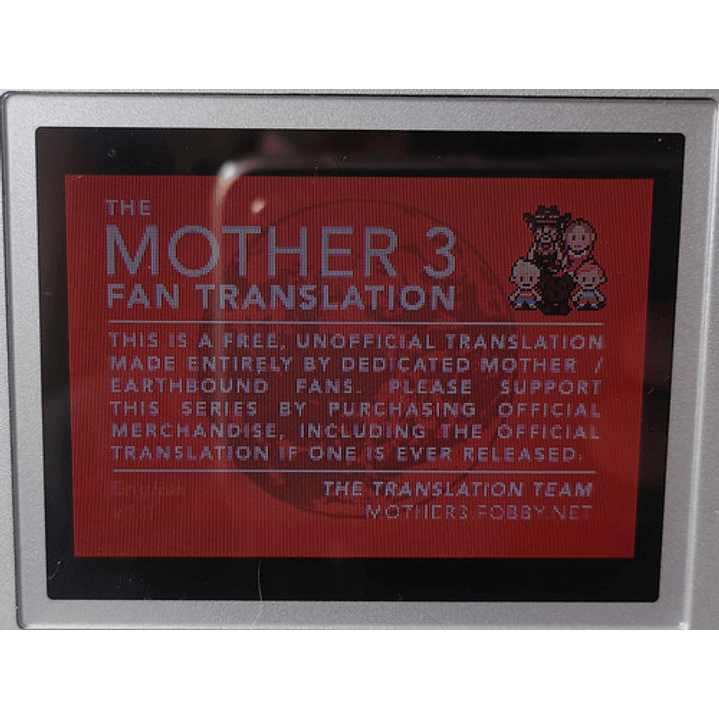 THE
MOTHER 3
FAN TRANSLATION
THIS IS A FREE, UNOFFICIAL TRANSLATION
MADE ENTIRELY BY DEDICATED MOTHER /
EARTHBOUND FANS. PLEASE SUPPORT
THIS SERIES BY PURCHASING OFFICIAL
MERCHANDISE, INCLUDING THE OFFICIAL
TRANSLATION IF ONE IS EVER RELEASED.
English
THE TRANSLATION TEAM
MOTHER3.FOBBY.NET